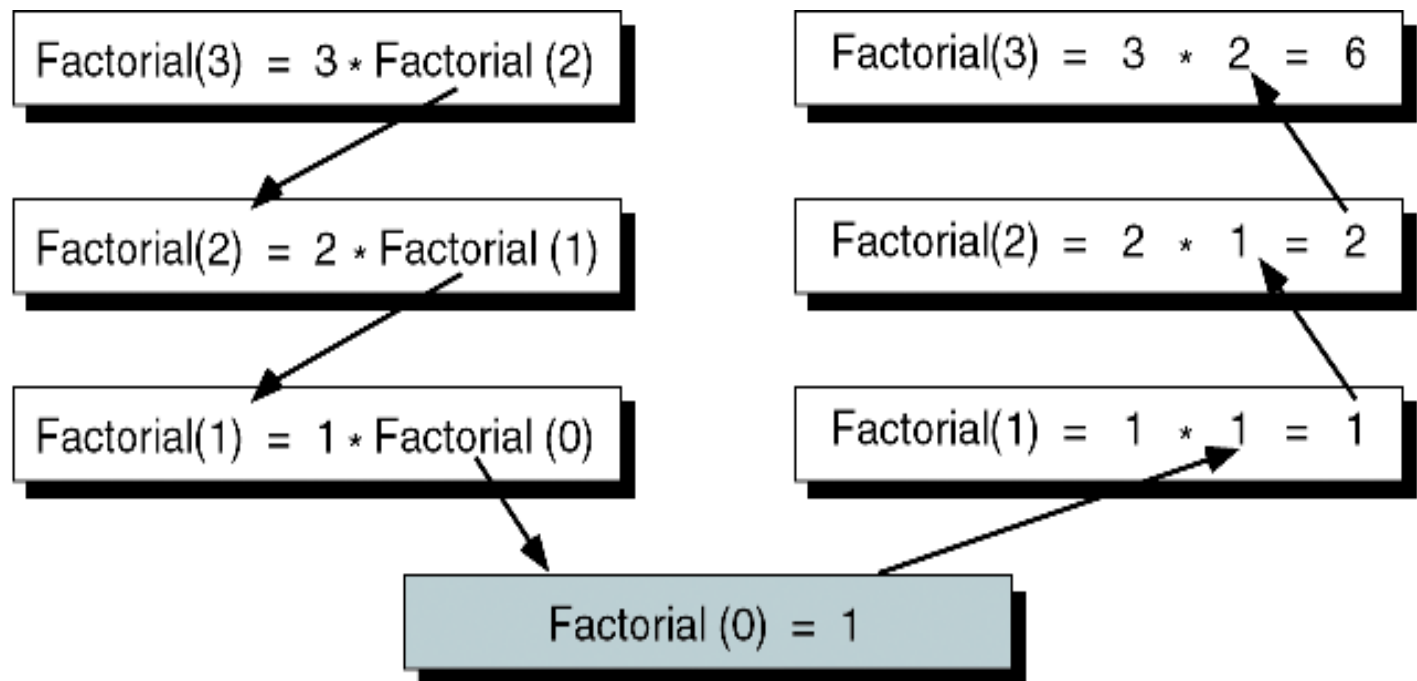 Factorial(3) = 3 * Factorial (2)
Factorial(2) = 2 * Factorial (1)
Factorial(1) = 1 * Factorial (0)
Factorial (0) = 1
Factorial(1) = 1 * 1 = 1
Factorial(2) = 2 * 1 = 2
Factorial(3) = 3 * 2 = 6